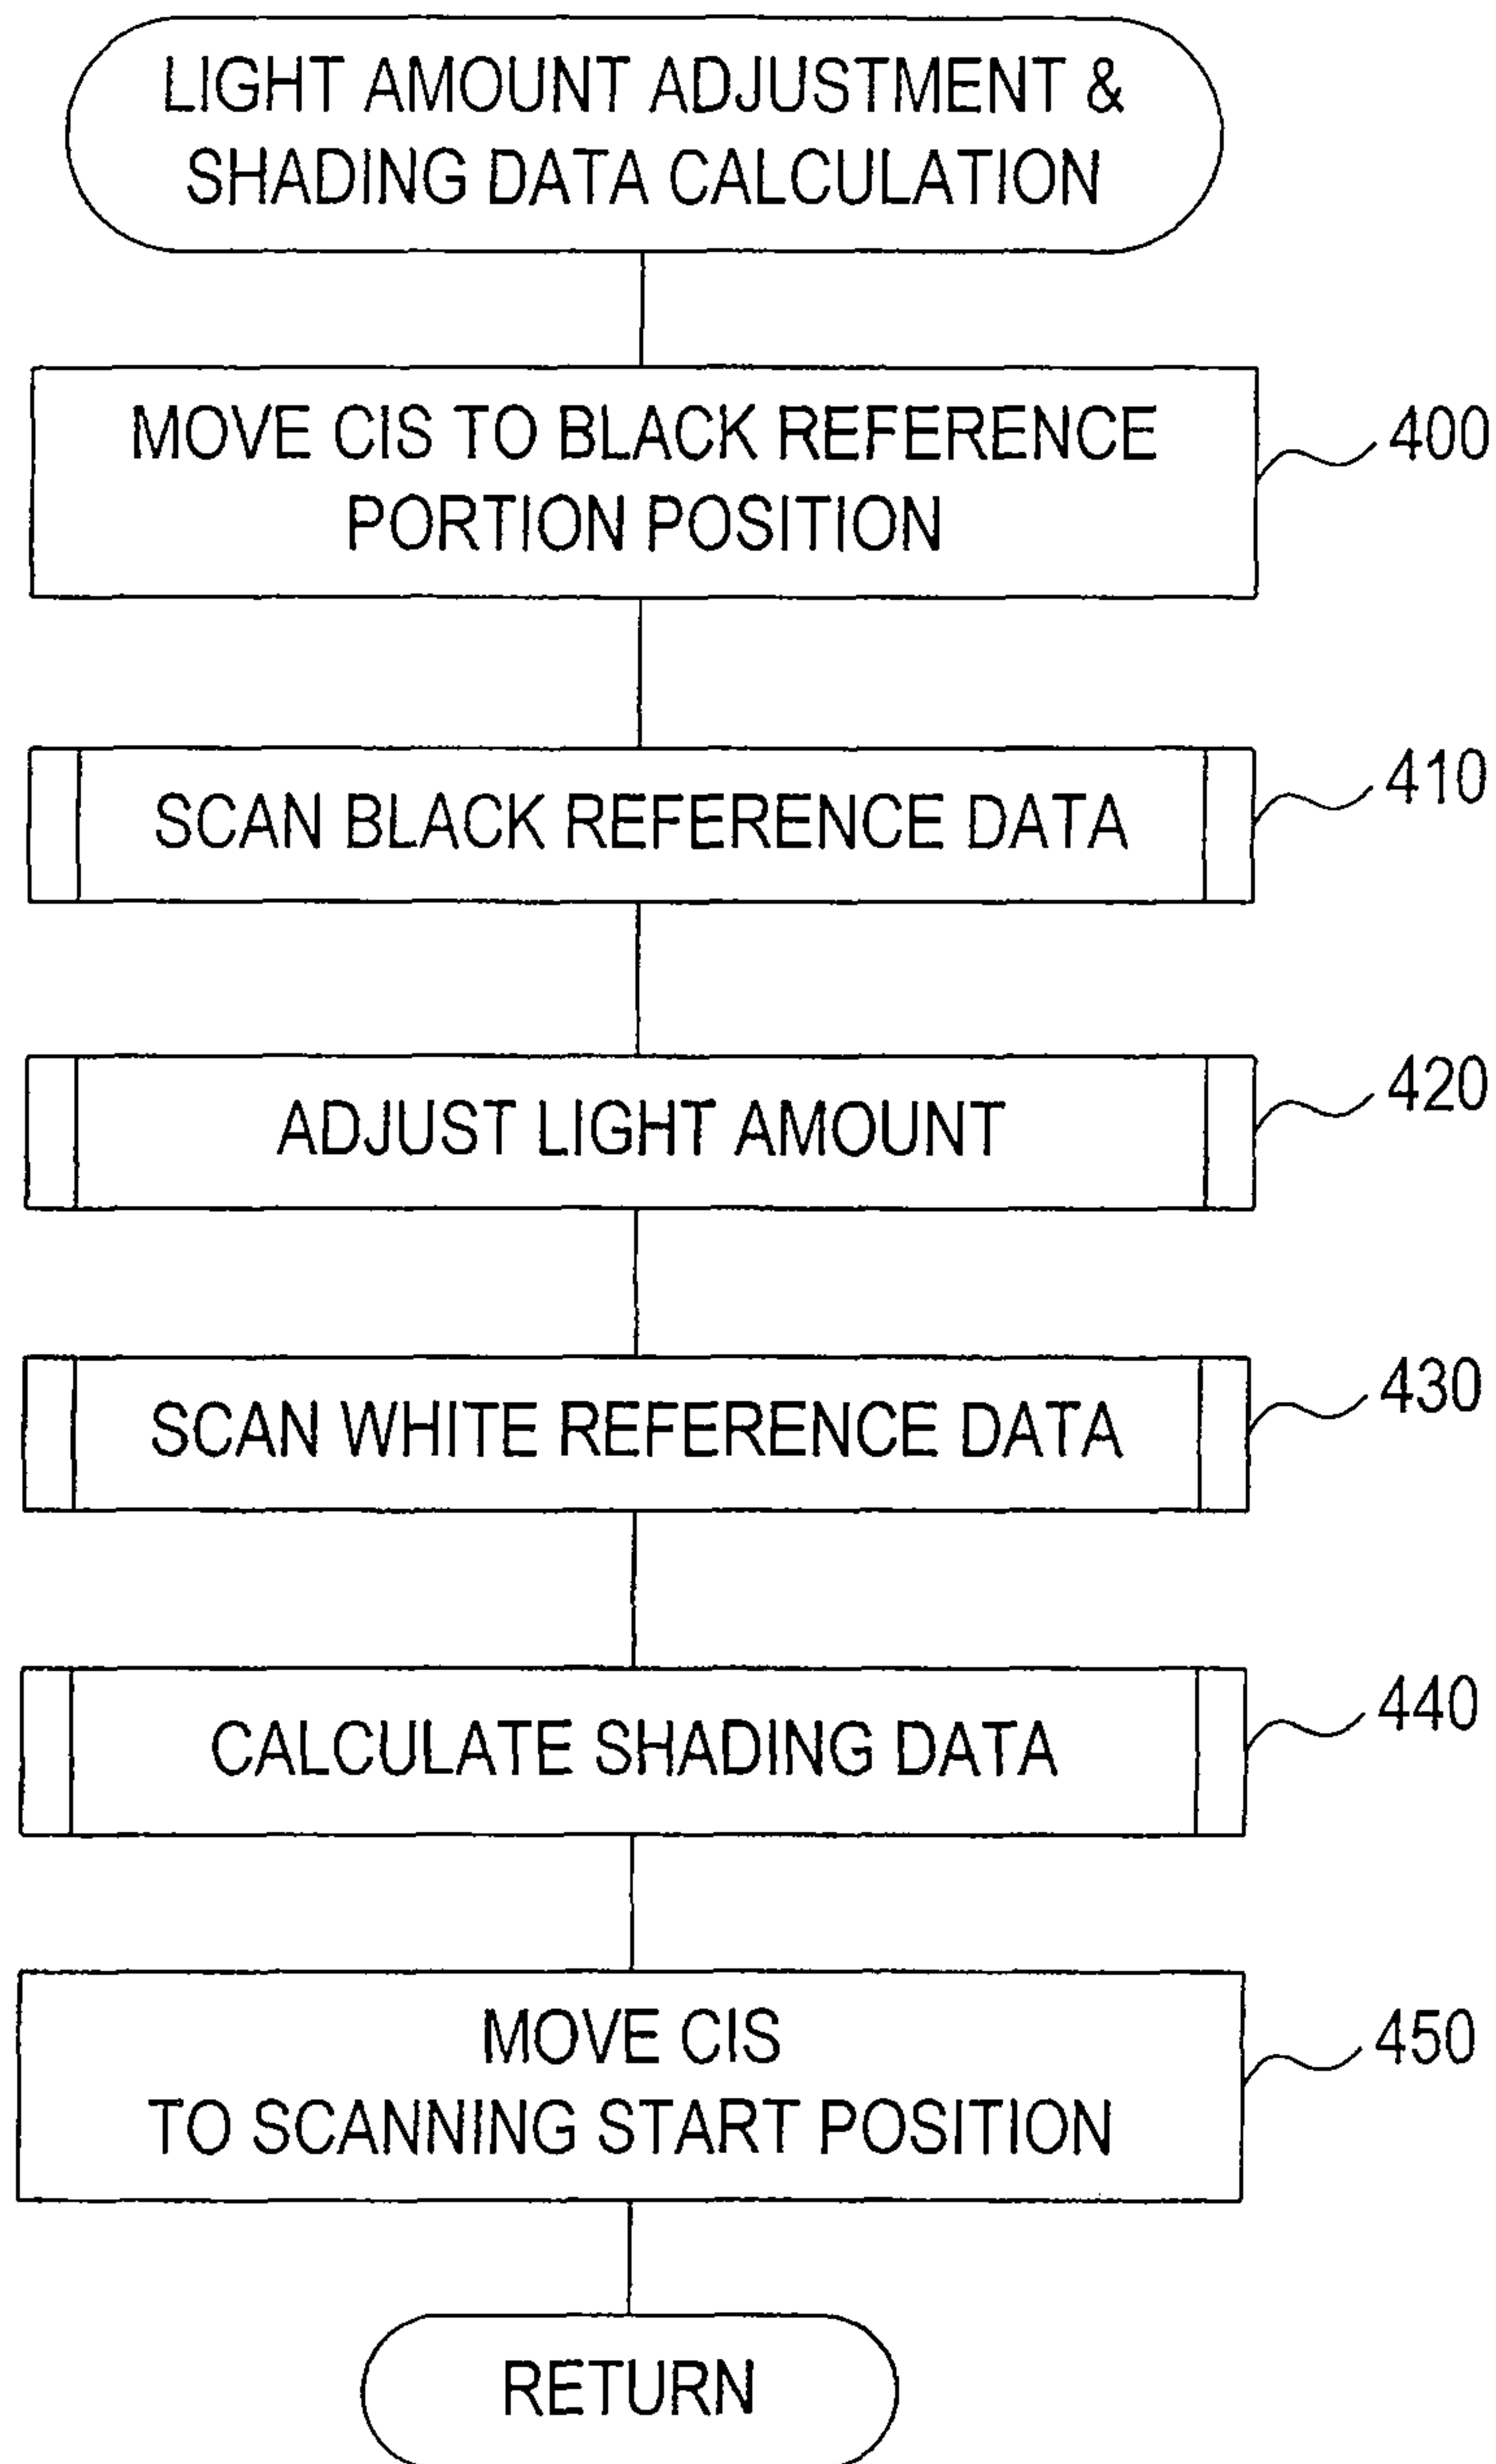 LIGHT AMOUNT ADJUSTMENT &
SHADING DATA CALCULATION
MOVE CIS TO BLACK REFERENCE
PORTION POSITION
400
SCAN BLACK REFERENCE DATA
410
ADJUST LIGHT AMOUNT
420
SCAN WHITE REFERENCE DATA
430
CALCULATE SHADING DATA
440
MOVE CIS
TO SCANNING START POSITION
450
RETURN